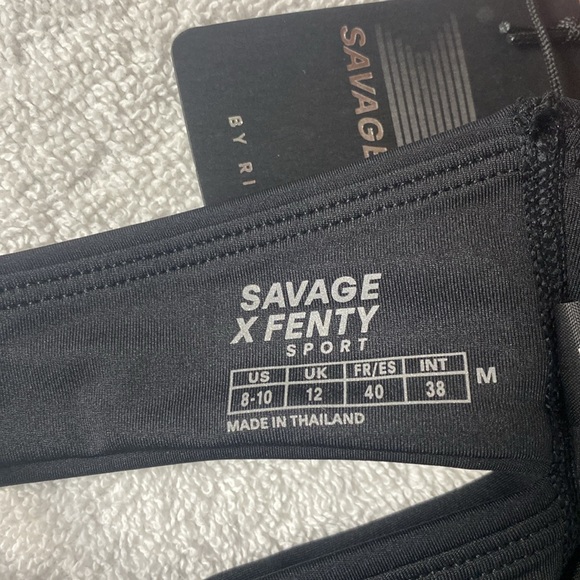 SAVAGE
BY RI
SAVAGE
X FENTY
SPORT
US UK FR/ES INT
8-10 12 40 38 M
MADE IN THAILAND